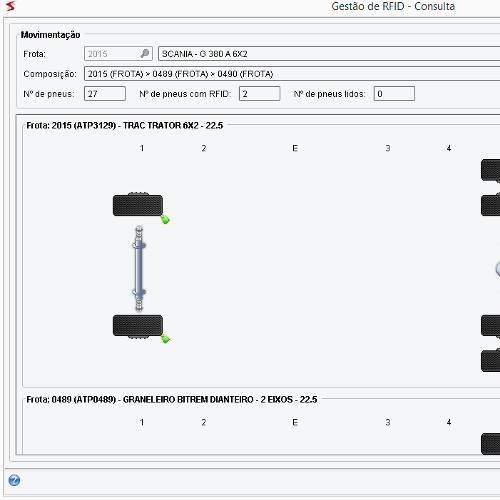 Gestão de RFID - Consulta
Movimentação
Frota: 2015 SCANIA - G 380 A 6X2
Composição: 2015 (FROTA) > 0489 (FROTA) > 0490 (FROTA)
Nº de pneus: 27 Nº de pneus com RFID: 2 Nº de pneus lidos: 0
Frota: 2015 (ATP3129) - TRAC TRATOR 6X2 - 22.5
1 2 E 3 4
Frota: 0489 (ATP0489) - GRANELEIRO BITREM DIANTEIRO - 2 EIXOS - 22.5
1 2 E 3 4
?